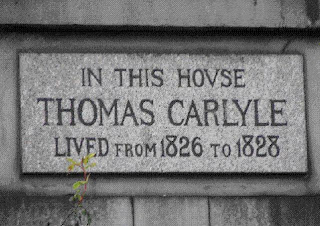 IN THIS HOVSE
THOMAS CARLYLE
LIVED FROM 1826 TO 1828